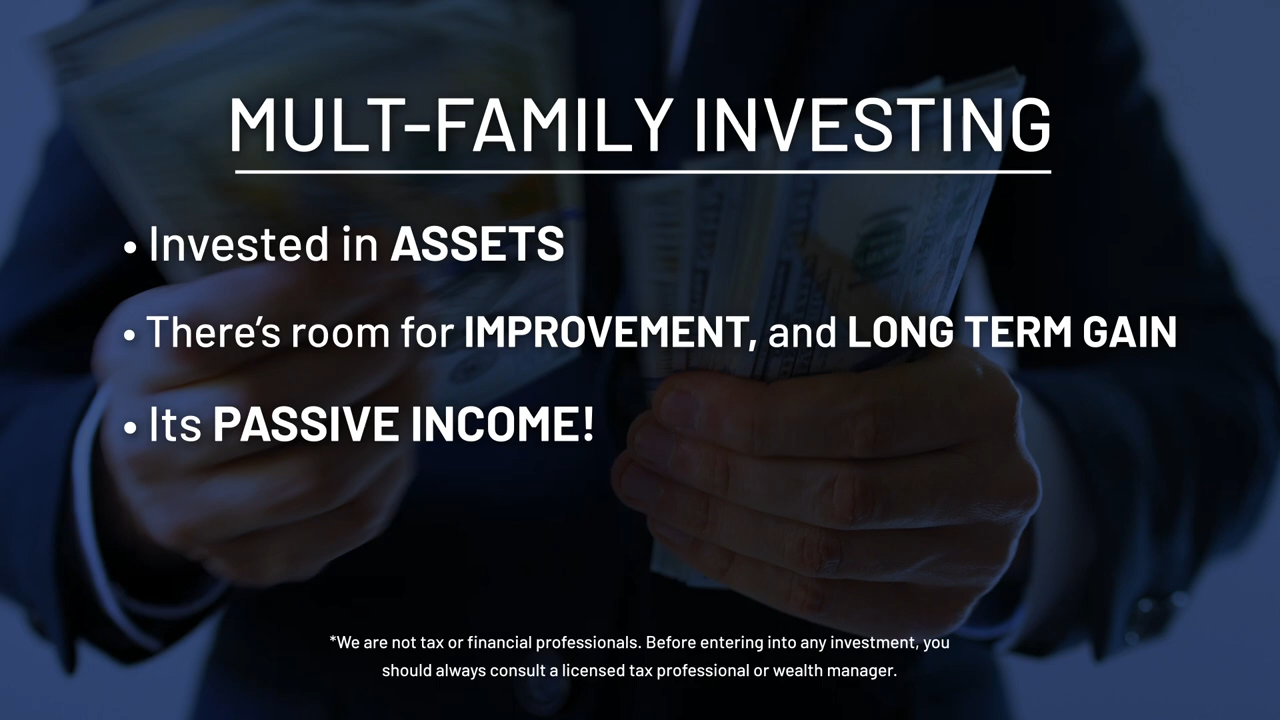 MULT-FAMILY INVESTING
• Invested in ASSETS
• There’s room for IMPROVEMENT, and LONG TERM GAIN
• Its PASSIVE INCOME!
*We are not tax or financial professionals. Before entering into any investment, you
should always consult a licensed tax professional or wealth manager.